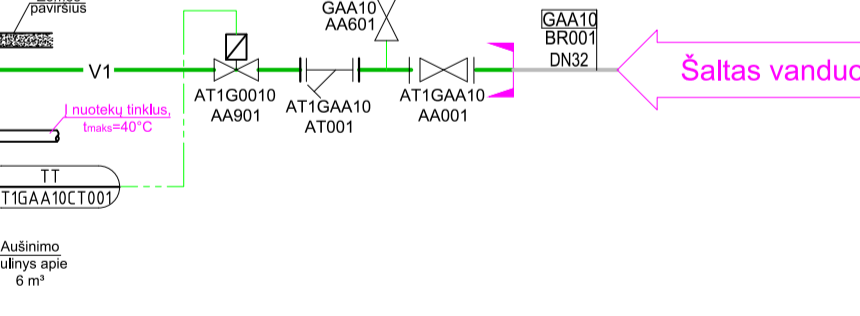 paviršius
GAA10
AA601
GAA10
BR001
DN32
V1
Šaltas vanduo
AT1G0010
AA901
AT1GAA10
AT001
AT1GAA10
AA001
Į nuotekų tinklus,
tmaks=40°C
TT
T1GAA10CT001
Aušinimo
ulinys apie
6 m³